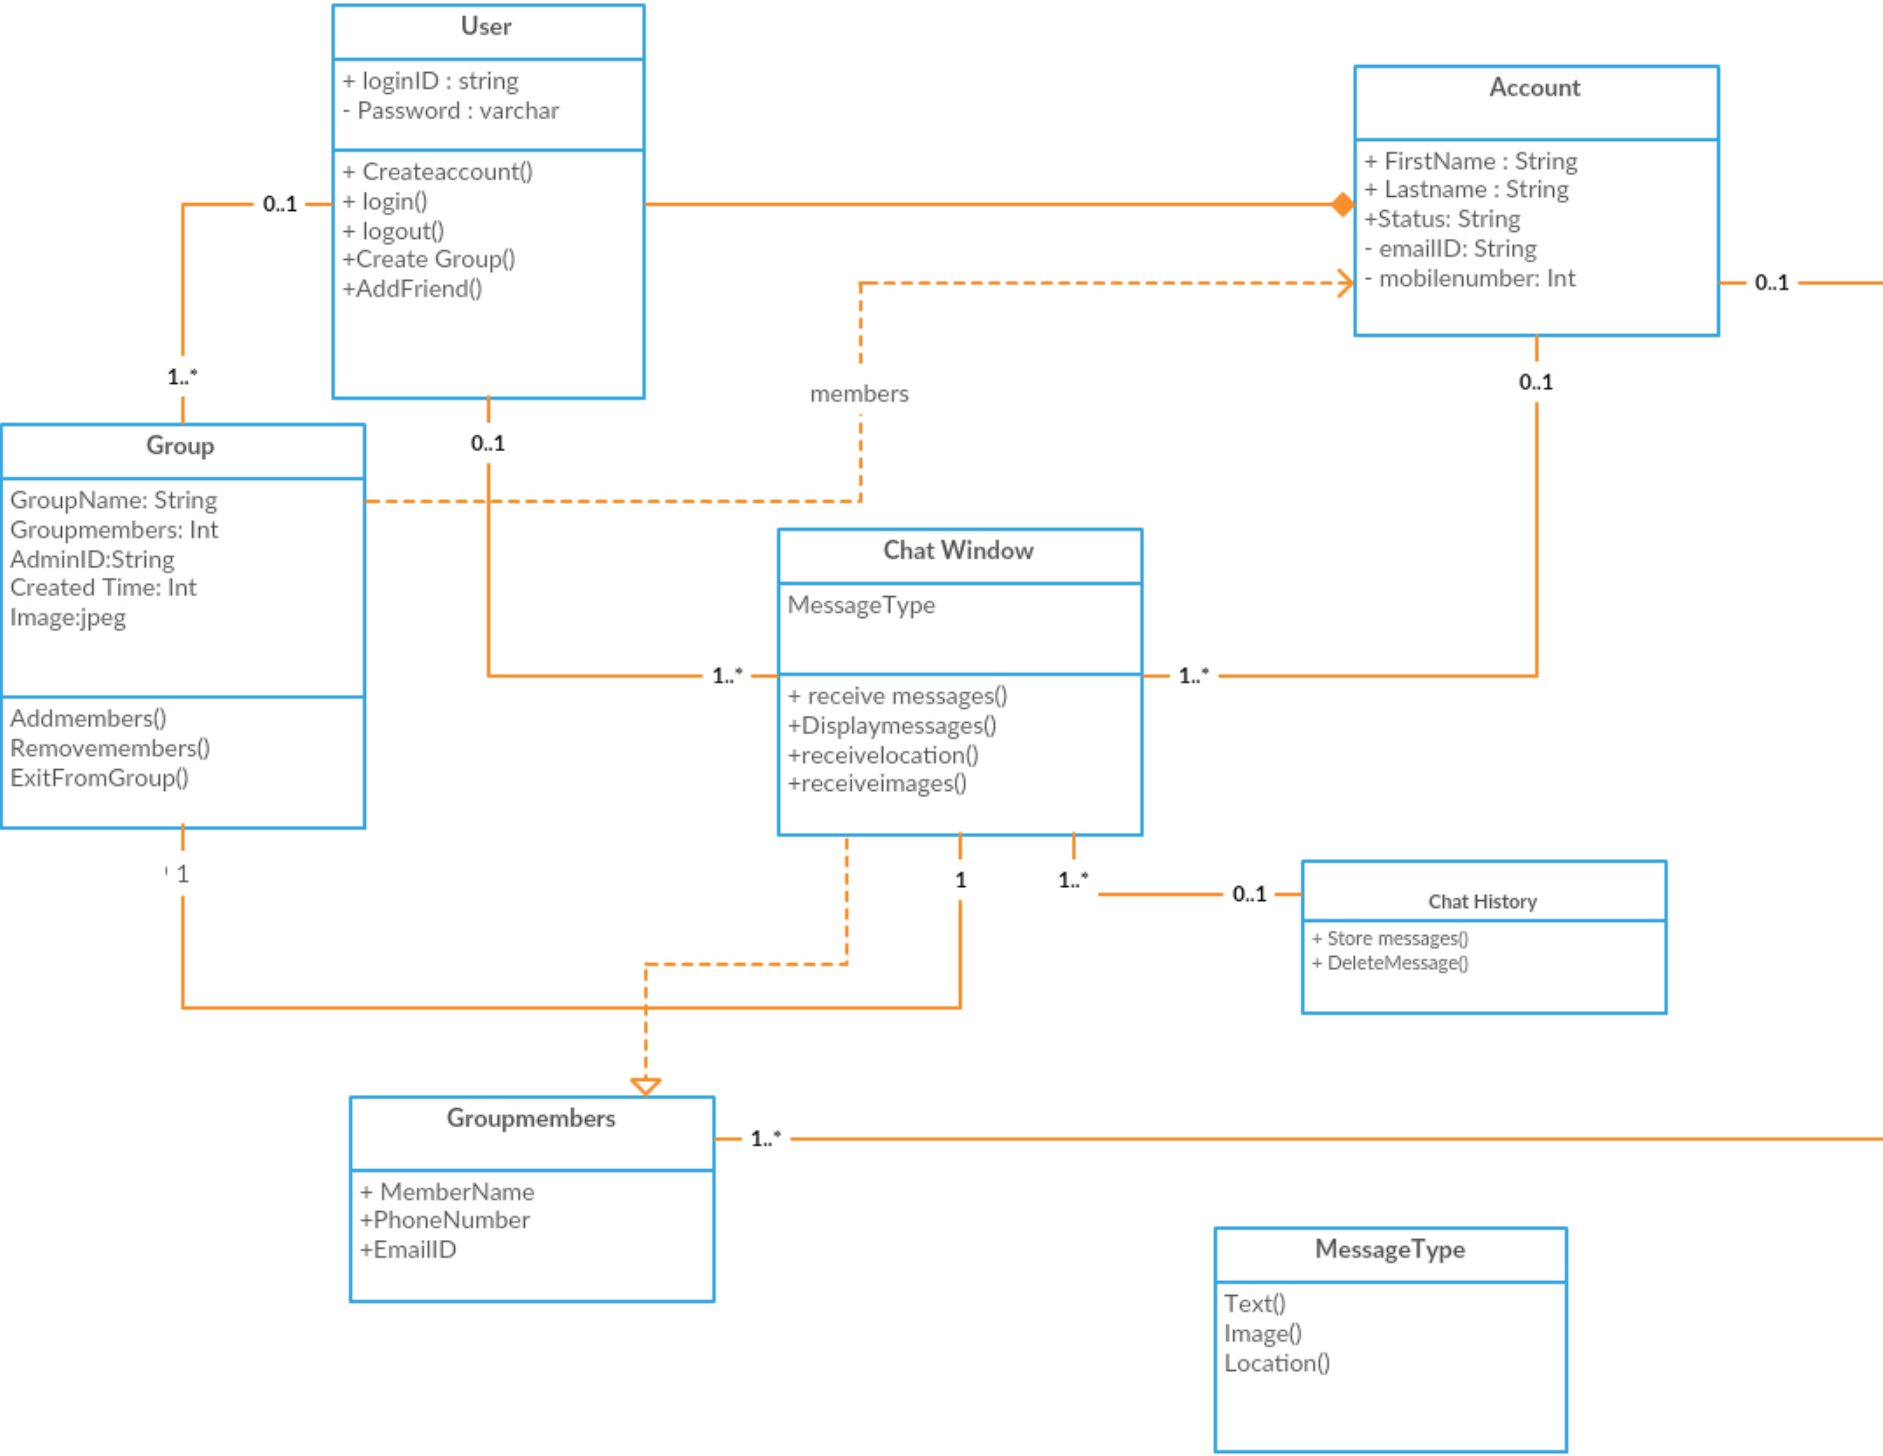 User
+ loginID : string
- Password : varchar
+ Createaccount()
+ login()
+ logout()
+Create Group()
+AddFriend()
Account
+ FirstName : String
+ Lastname : String
+Status: String
- emailID: String
- mobilenumber: Int
0..1
0..1
1..*
members
0..1
0..1
Group
GroupName: String
Groupmembers: Int
AdminID:String
Created Time: Int
Image:jpeg
Addmembers()
Removemembers()
ExitFromGroup()
Chat Window
MessageType
+ receive messages()
+Displaymessages()
+receivelocation()
+receiveimages()
1..*
1..*
1
1
1..*
0..1
Chat History
+ Store messages()
+ DeleteMessage()
Groupmembers
+ MemberName
+PhoneNumber
+EmailID
1..*
MessageType
Text()
Image()
Location()